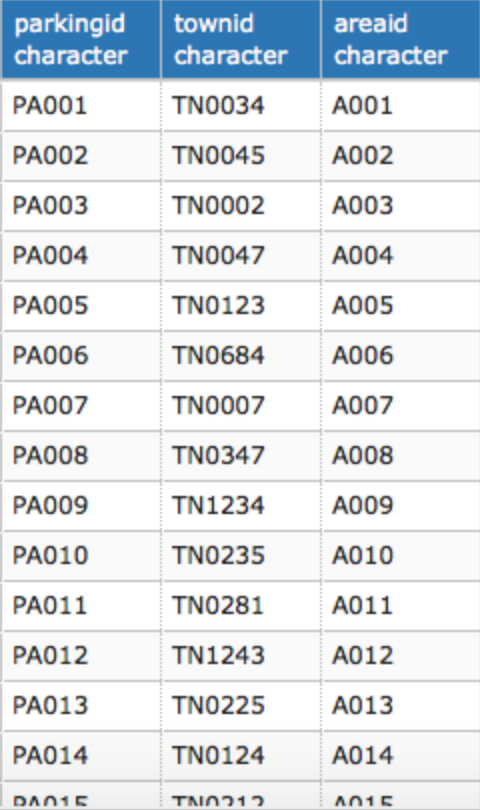 parkingid townid areaid
character character character
PA001 TN0034 A001
PA002 TN0045 A002
PA003 TN0002 A003
PA004 TN0047 A004
PA005 TN0123 A005
PA006 TN0684 A006
PA007 TN0007 A007
PA008 TN0347 A008
PA009 TN1234 A009
PA010 TN0235 A010
PA011 TN0281 A011
PA012 TN1243 A012
PA013 TN0225 A013
PA014 TN0124 A014
PA015 TN0212 A015